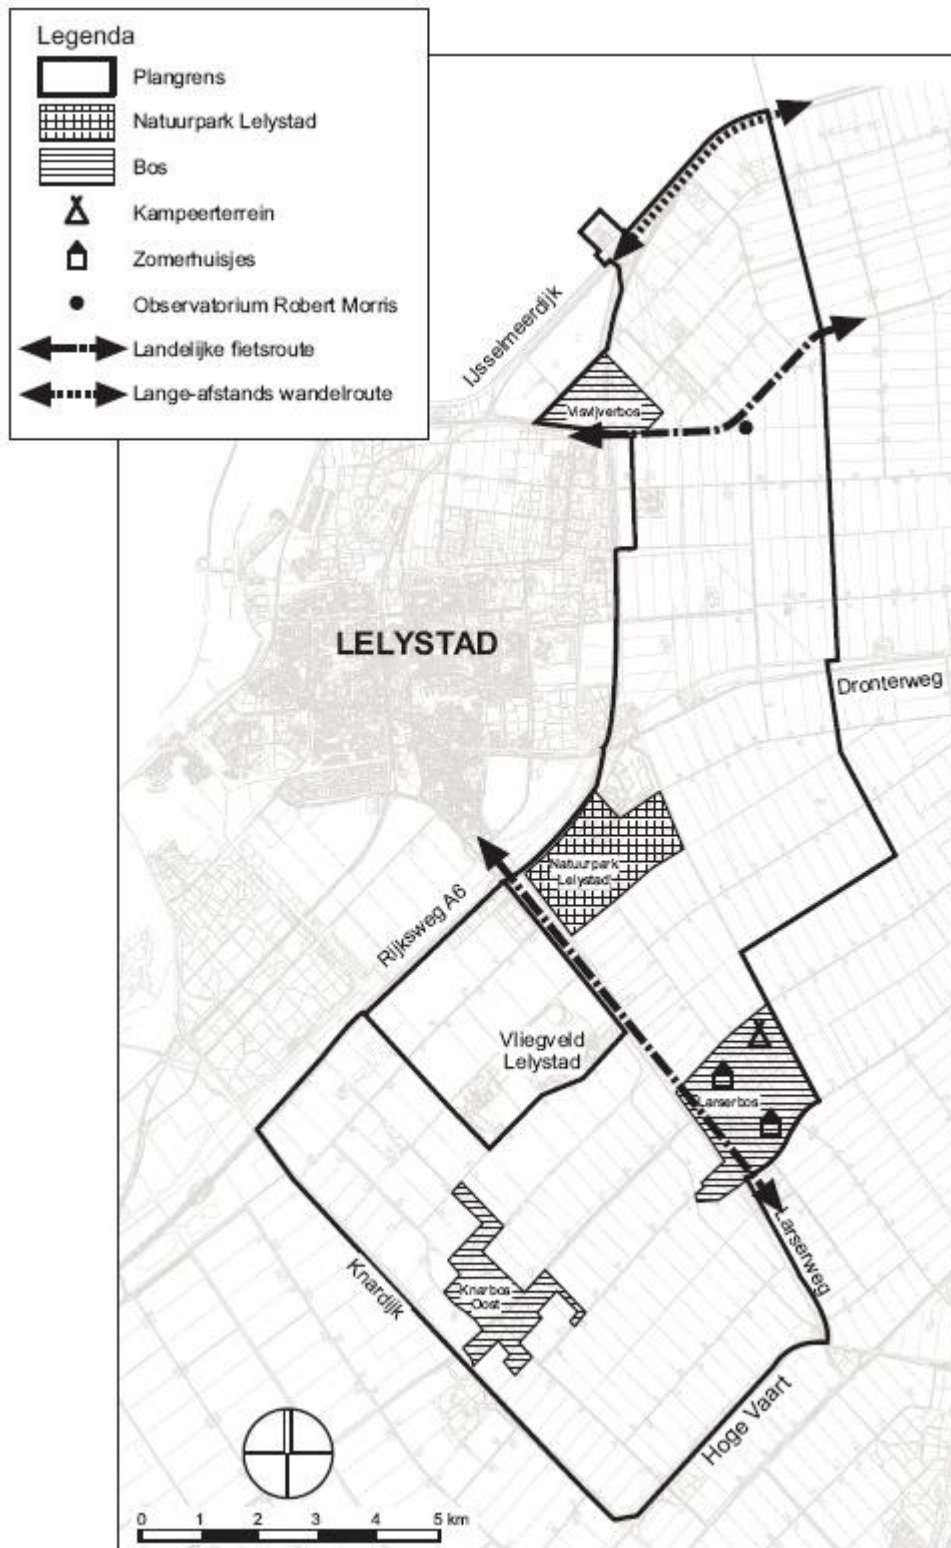 Legenda
Plangrens
Natuurpark Lelystad
Bos
Kampeerterrein
Zomerhuisjes
Observatorium Robert Morris
Landelijke fietsroute
Lange-afstands wandelroute
IJsselmeerdijk
Visvijverbos
LELYSTAD
Dronterweg
Natuurpark
Lelystad
Rijksweg A6
Vliegveld
Lelystad
Larserbos
Larserweg
Knarbos
Oost
Knardijk
Hoge Vaart
0 1 2 3 4 5 km